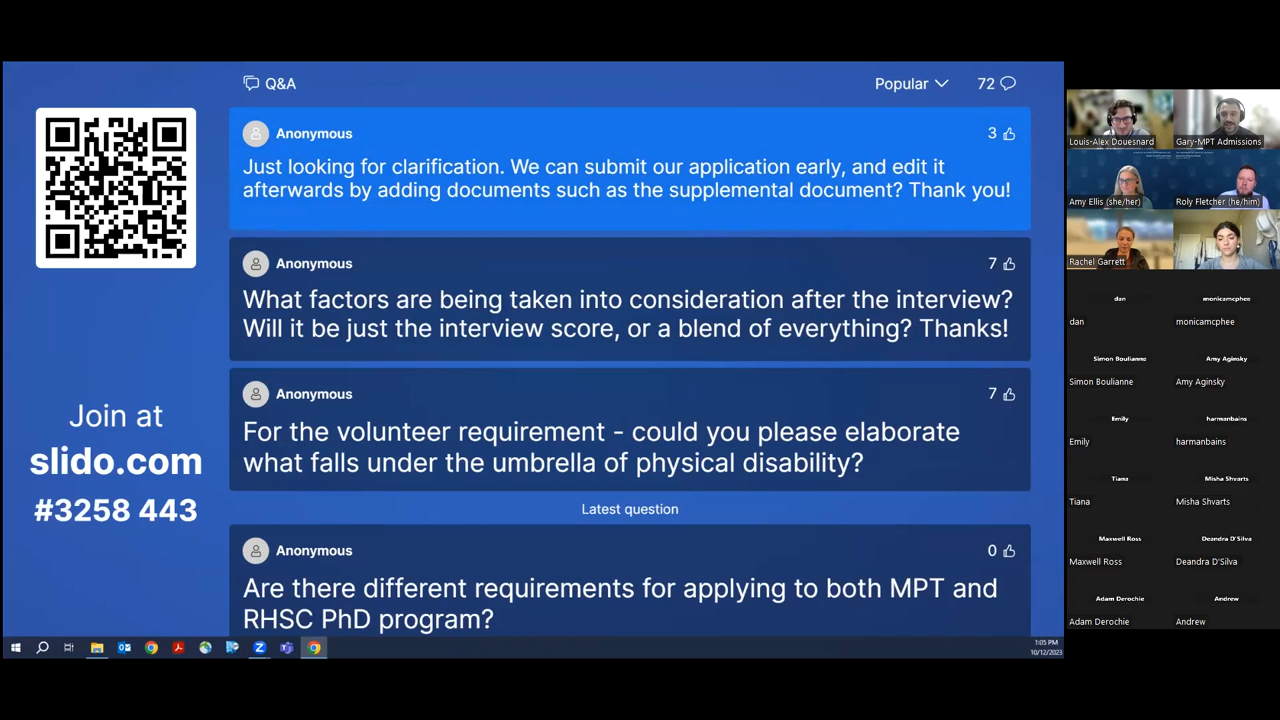 Q&A
Popular
72
Anonymous
3
Just looking for clarification. We can submit our application early, and edit it
afterwards by adding documents such as the supplemental document? Thank you!
Anonymous
7
What factors are being taken into consideration after the interview?
Will it be just the interview score, or a blend of everything? Thanks!
Anonymous
7
For the volunteer requirement - could you please elaborate
what falls under the umbrella of physical disability?
Latest question
Anonymous
0
Are there different requirements for applying to both MPT and
RHSC PhD program?
Join at
slido.com
#3258 443
1:05 PM
10/12/2023
Louis-Alex Douesnard
Gary-MPT Admissions
Amy Ellis (she/her)
Roly Fletcher (he/him)
Rachel Garrett
dan
monicamcphee
dan
monicamcphee
Simon Boulianne
Amy Aginsky
Simon Boulianne
Amy Aginsky
Emily
harmanbains
Emily
harmanbains
Tiana
Misha Shvarts
Tiana
Misha Shvarts
Maxwell Ross
Deandra D'Silva
Maxwell Ross
Deandra D'Silva
Adam Derochie
Andrew
Adam Derochie
Andrew